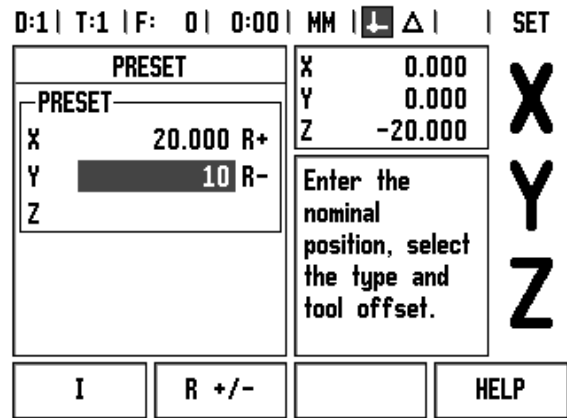 D:1| T:1 |F: 0| 0:00| MM | Δ| | SET
PRESET
PRESET
X 20.000 R+
Y 10 R-
Z
X 0.000
Y 0.000
Z -20.000
Enter the
nominal
position, select
the type and
tool offset.
X
Y
Z
I
R +/-
HELP